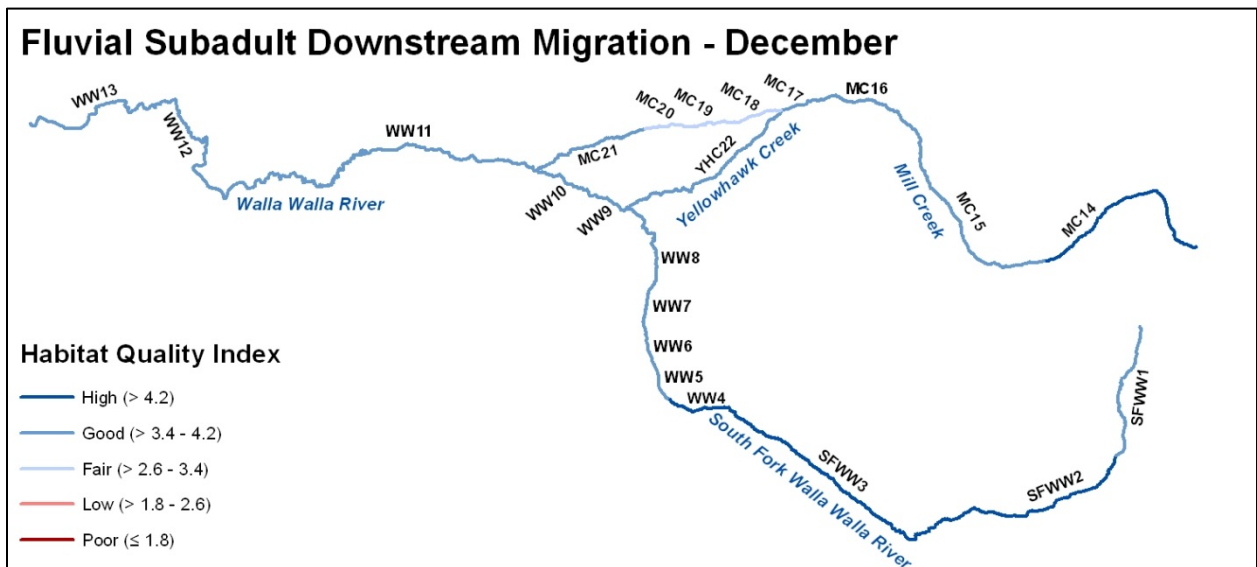 Fluvial Subadult Downstream Migration - December
WW13
WW12
Walla Walla River
WW11
MC21
MC20
MC19
MC18
MC17
MC16
YHC22
Yellowhawk Creek
Mill Creek
MC15
MC14
WW10
WW9
WW8
WW7
WW6
WW5
WW4
South Fork Walla Walla River
SFWW3
SFWW2
SFWW1
Habitat Quality Index
High (> 4.2)
Good (> 3.4 - 4.2)
Fair (> 2.6 - 3.4)
Low (> 1.8 - 2.6)
Poor (≤ 1.8)